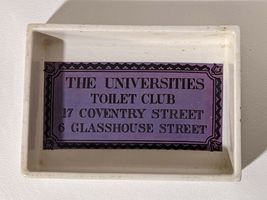 THE UNIVERSITIES
TOILET CLUB
17 COVENTRY STREET
6 GLASSHOUSE STREET